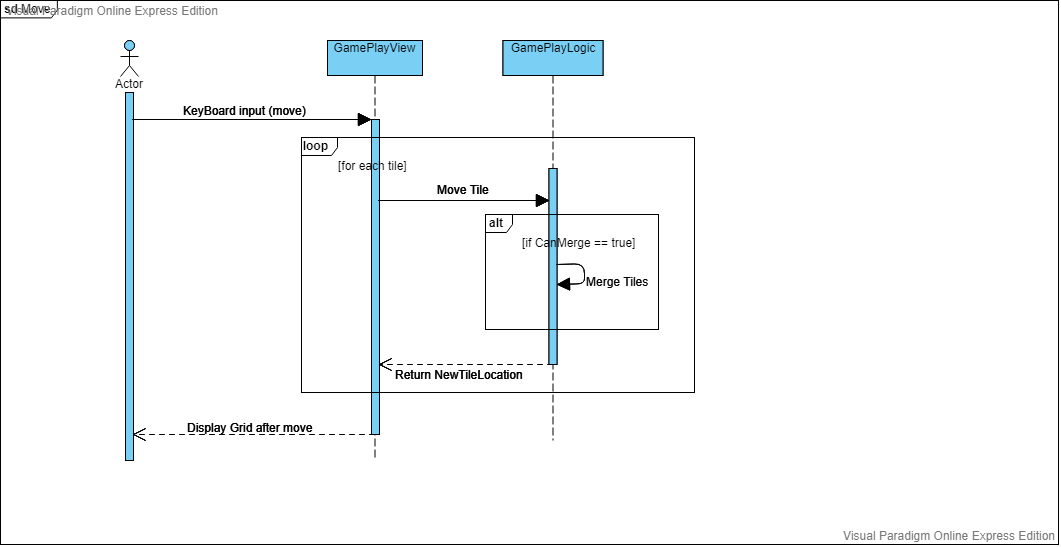 sd Move
Visual Paradigm Online Express Edition
GamePlayView
GamePlayLogic
Actor
KeyBoard input (move)
loop
[for each tile]
Move Tile
alt
[if CanMerge == true]
Merge Tiles
Return NewTileLocation
Display Grid after move
Visual Paradigm Online Express Edition